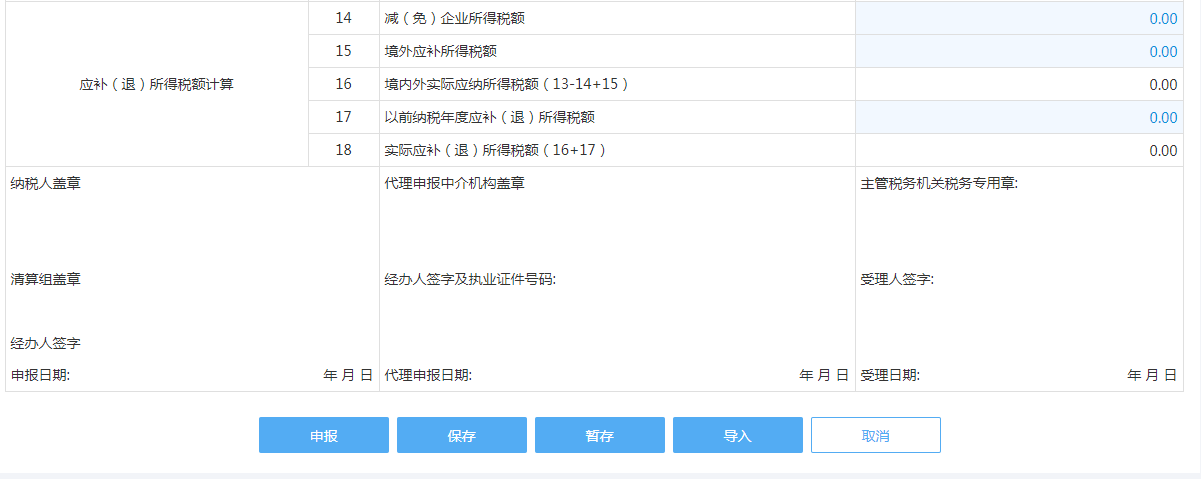 14 减（免）企业所得税额 0.00
15 境外应补所得税额 0.00
应补（退）所得税额计算 16 境内外实际应纳所得税额（13-14+15） 0.00
17 以前纳税年度应补（退）所得税额 0.00
18 实际应补（退）所得税额（16+17） 0.00
纳税人盖章 代理申报中介机构盖章 主管税务机关税务专用章:
清算组盖章 经办人签字及执业证件号码: 受理人签字:
经办人签字
申报日期: 年 月 日 代理申报日期: 年 月 日 受理日期: 年 月 日
申报 保存 暂存 导入 取消